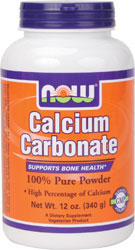 NOW
Calcium
Carbonate
SUPPORTS BONE HEALTH*
100% Pure Powder
• High Percentage of Calcium
Net Wt. 12 oz. (340 g)
A Dietary Supplement
Vegetarian Product